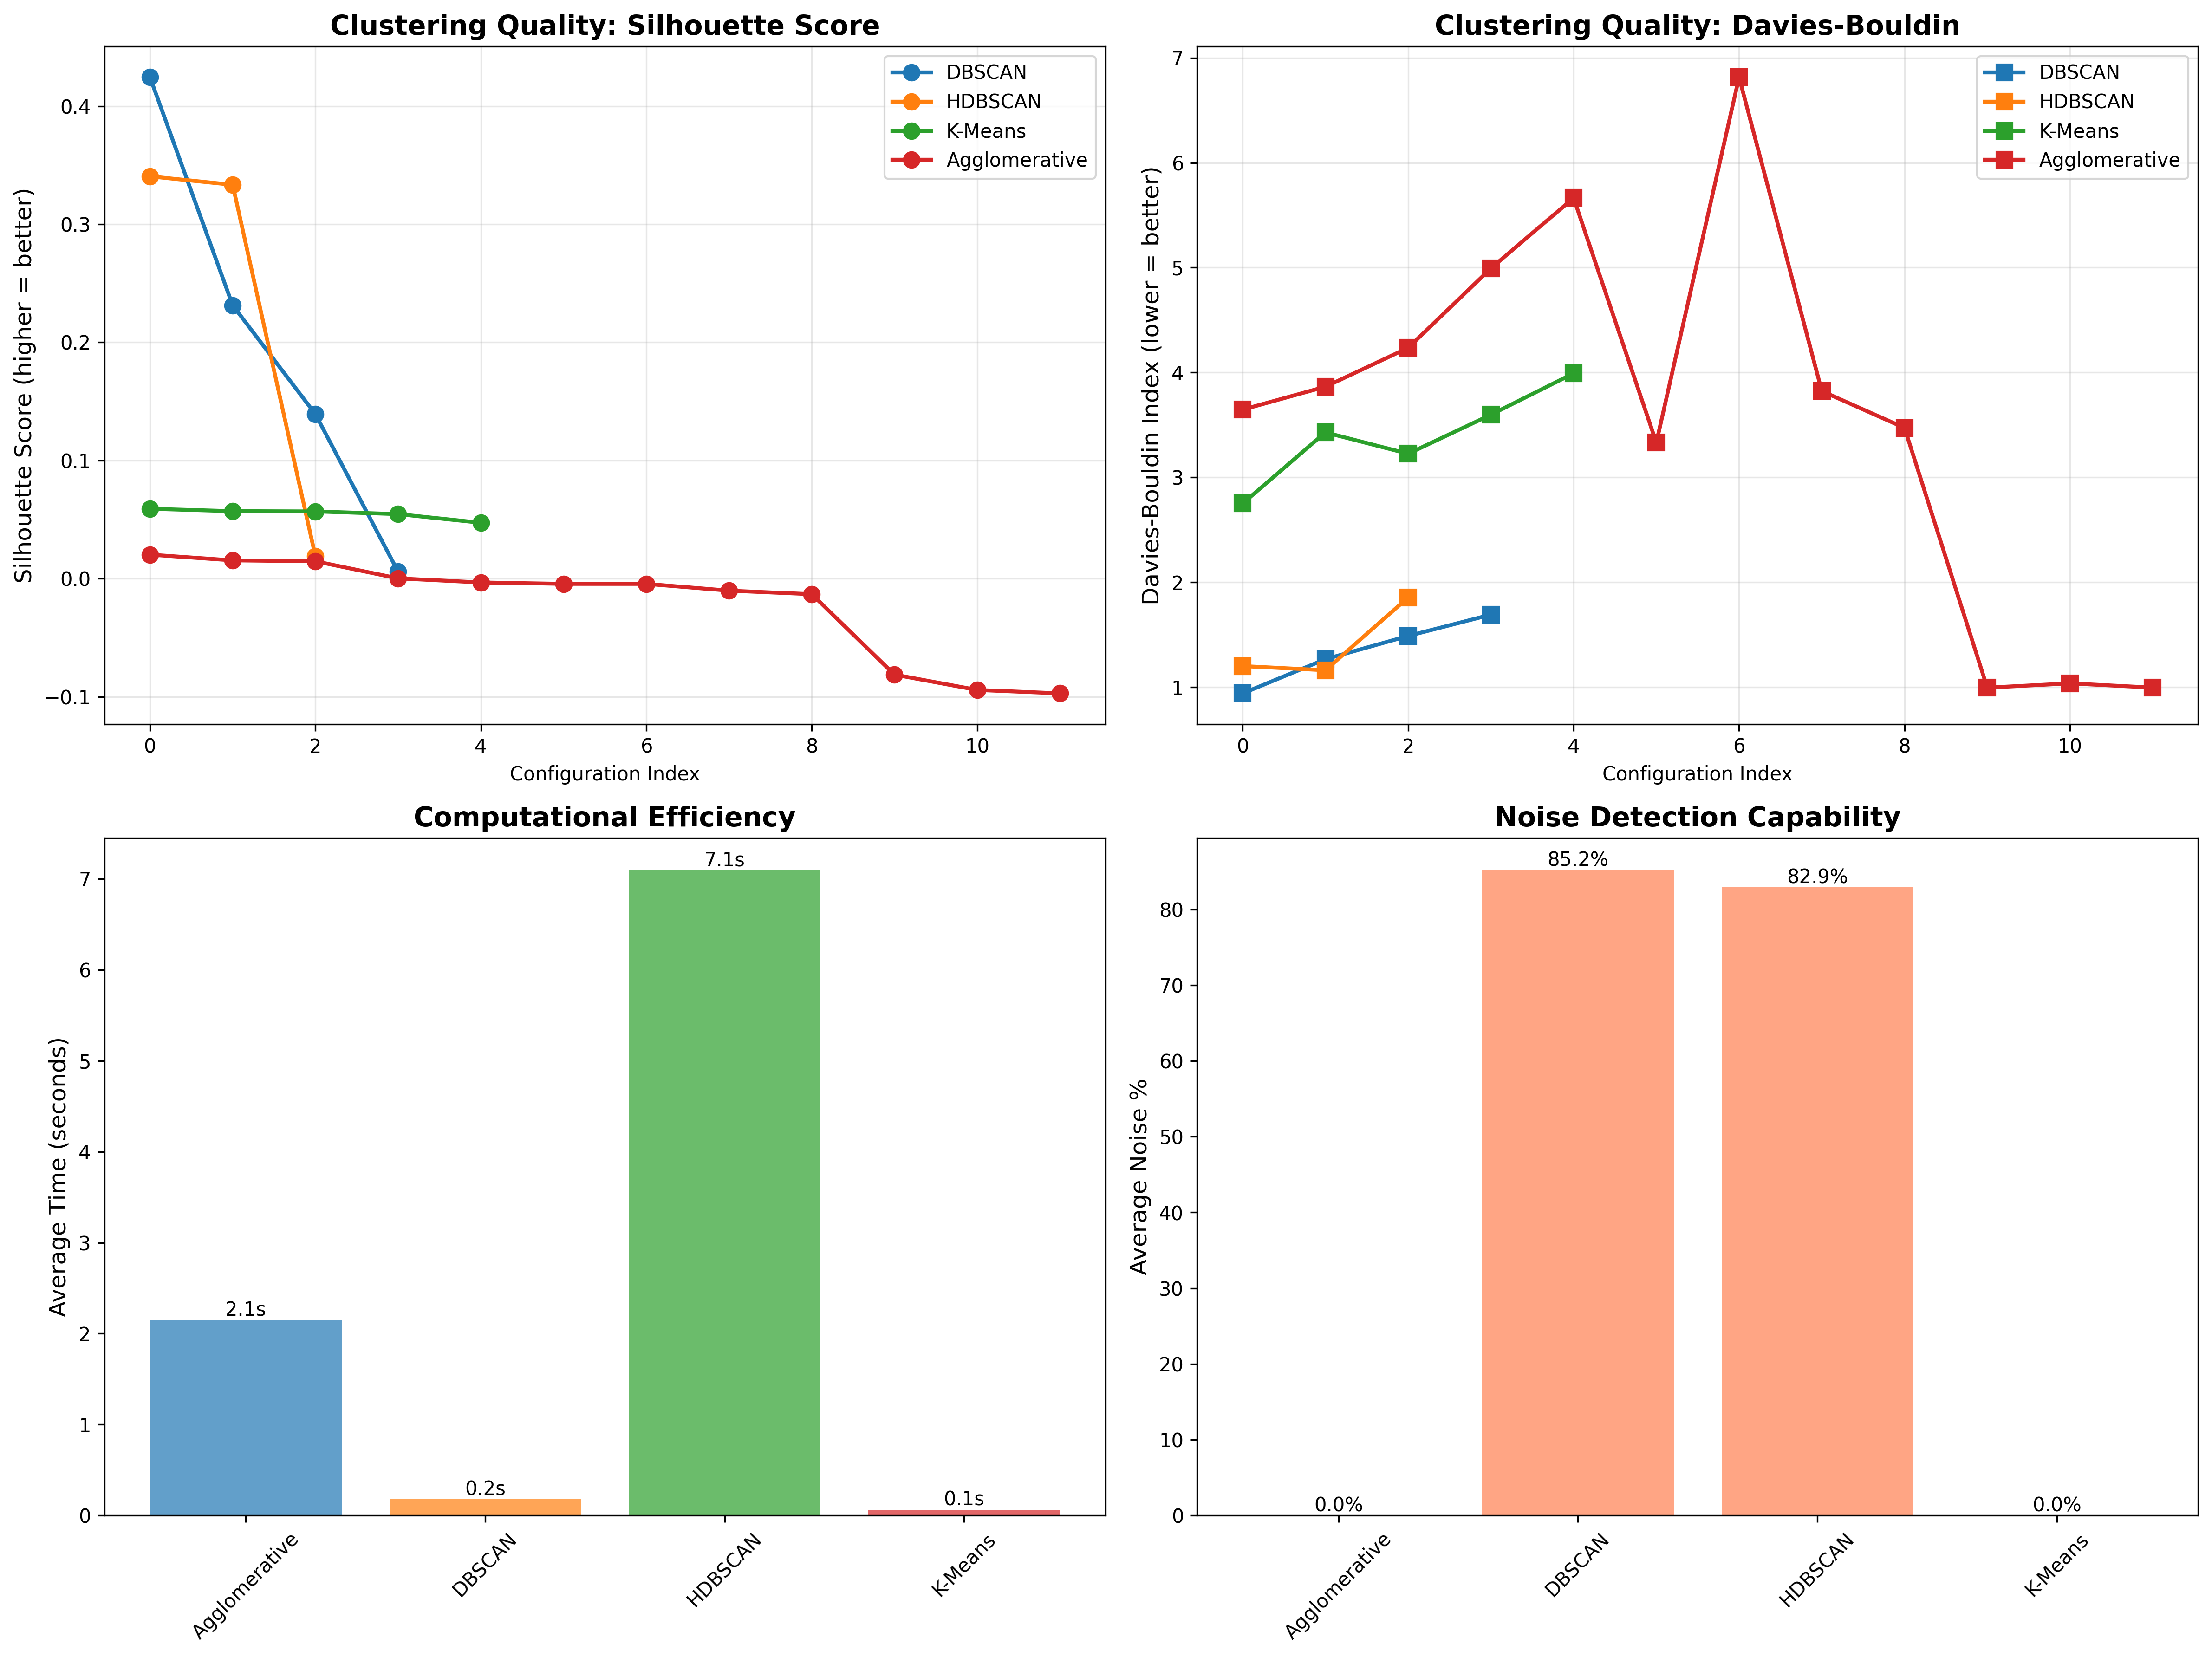 Clustering Quality: Silhouette Score
Silhouette Score (higher = better)
0.4
0.3
0.2
0.1
0.0
−0.1
DBSCAN
HDBSCAN
K-Means
Agglomerative
0 2 4 6 8 10
Configuration Index
Clustering Quality: Davies-Bouldin
Davies-Bouldin Index (lower = better)
7
6
5
4
3
2
1
DBSCAN
HDBSCAN
K-Means
Agglomerative
0 2 4 6 8 10
Configuration Index
Computational Efficiency
Average Time (seconds)
7
6
5
4
3
2
1
0
2.1s
0.2s
7.1s
0.1s
Agglomerative
DBSCAN
HDBSCAN
K-Means
Noise Detection Capability
Average Noise %
80
70
60
50
40
30
20
10
0
0.0%
85.2%
82.9%
0.0%
Agglomerative
DBSCAN
HDBSCAN
K-Means